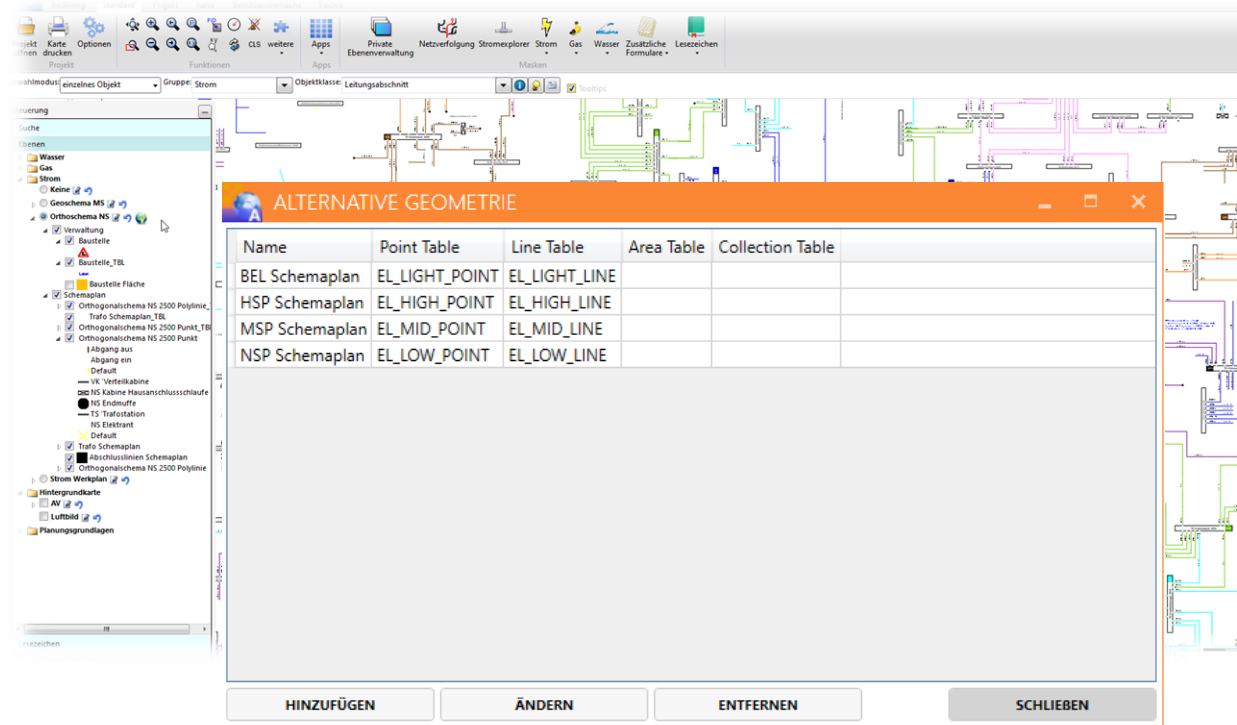 Projekt Karte Optionen CLS weitere Apps Private Netzverfolgung Stromexplorer Strom Gas Wasser Zusätzliche Lesezeichen
drucken Ebenenverwaltung Formulare
Projekt Funktionen Apps Masken
einzelnes Objekt Gruppe: Strom Objektklasse: Leitungsabschnitt Tooltips
Ebenen
Wasser
Gas
Strom
Keine
Geoschema MS
Orthoschema NS
Verwaltung
Baustelle
Baustelle_TBL
Label
Baustelle Fläche
Schemaplan
Orthogonalschema NS 2500 Polylinie_
Trafo Schemaplan_TBL
Orthogonalschema NS 2500 Punkt_TBL
Orthogonalschema NS 2500 Punkt
Abgang aus
Abgang ein
Default
VK 'Verteilkabine
NS Kabine Hausanschlussschlaufe
NS Endmuffe
TS 'Trafostation
NS Elektrant
Default
Trafo Schemaplan
Abschlusslinien Schemaplan
Orthogonalschema NS 2500 Polylinie
Strom Werkplan
Hintergrundkarte
AV
Luftbild
Planungsgrundlagen
ALTERNATIVE GEOMETRIE
Name Point Table Line Table Area Table Collection Table
BEL Schemaplan EL_LIGHT_POINT EL_LIGHT_LINE
HSP Schemaplan EL_HIGH_POINT EL_HIGH_LINE
MSP Schemaplan EL_MID_POINT EL_MID_LINE
NSP Schemaplan EL_LOW_POINT EL_LOW_LINE
HINZUFÜGEN ÄNDERN ENTFERNEN SCHLIEẞEN